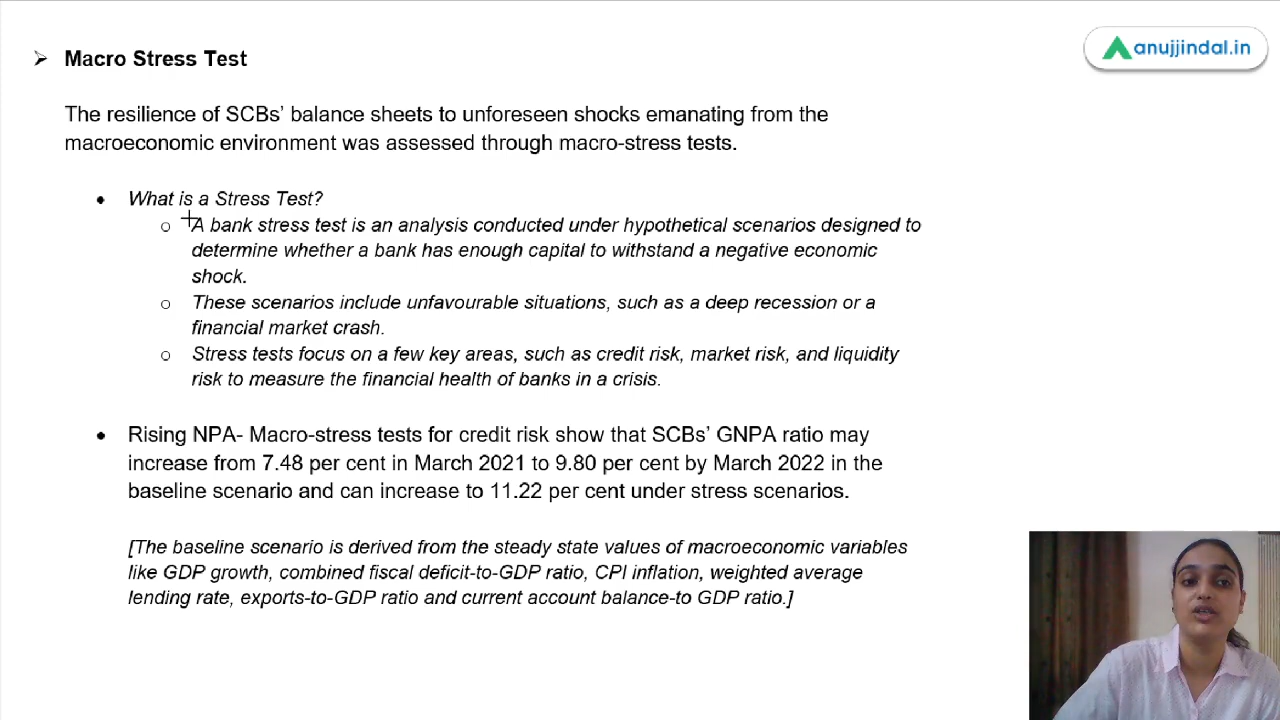 Macro Stress Test
anujjindal.in
The resilience of SCBs’ balance sheets to unforeseen shocks emanating from the
macroeconomic environment was assessed through macro-stress tests.
What is a Stress Test?
A bank stress test is an analysis conducted under hypothetical scenarios designed to
determine whether a bank has enough capital to withstand a negative economic
shock.
These scenarios include unfavourable situations, such as a deep recession or a
financial market crash.
Stress tests focus on a few key areas, such as credit risk, market risk, and liquidity
risk to measure the financial health of banks in a crisis.
Rising NPA- Macro-stress tests for credit risk show that SCBs’ GNPA ratio may
increase from 7.48 per cent in March 2021 to 9.80 per cent by March 2022 in the
baseline scenario and can increase to 11.22 per cent under stress scenarios.
[The baseline scenario is derived from the steady state values of macroeconomic variables
like GDP growth, combined fiscal deficit-to-GDP ratio, CPI inflation, weighted average
lending rate, exports-to-GDP ratio and current account balance-to GDP ratio.]